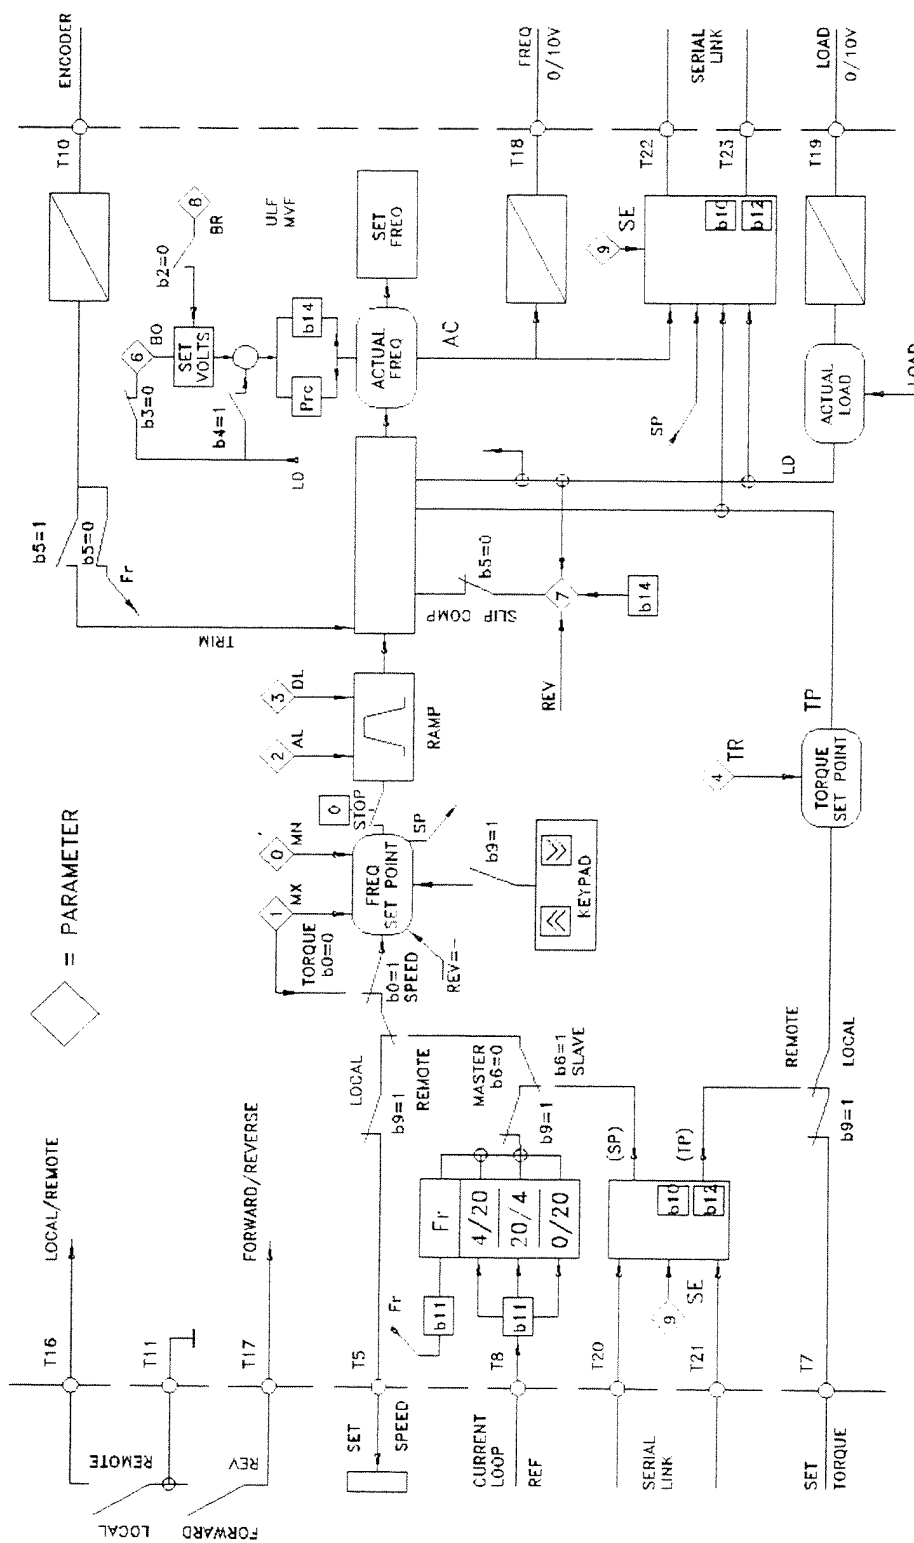 = PARAMETER
LOCAL/REMOTE
FORWARD/REVERSE
T16
T11
T17
REMOTE
LOCAL
REV
FORWARD
T5
SET
SPEED
T8
CURRENT
LOOP
REF
T20
T21
SERIAL
LINK
T7
SET
TORQUE
Fr
b11
b11
Fr
4/20
20/4
0/20
9
SE
b10
b12
(SP)
(TP)
LOCAL
b9=1
REMOTE
MASTER
b6=0
b9=1
b6=1
SLAVE
REMOTE
LOCAL
b9=1
TORQUE
b0=0
b0=1
SPEED
REV=-
1
MX
0
MN
FREQ
SET POINT
SP
0
STOP
b9=1
KEYPAD
2
AL
3
DL
RAMP
4
TR
TORQUE
SET POINT
TP
TRIM
Fr
b5=1
b5=0
SLIP COMP
b5=0
7
REV
b14
LD
b3=0
b4=1
6
BO
SET
VOLTS
b2=0
8
BR
Prc
b14
ULF
MVF
ACTUAL
FREQ
SET
FREQ
AC
SP
LD
9
SE
b10
b12
ACTUAL
LOAD
LOAD
T10
ENCODER
T18
FREQ
0/10V
T22
T23
SERIAL
LINK
T19
LOAD
0/10V